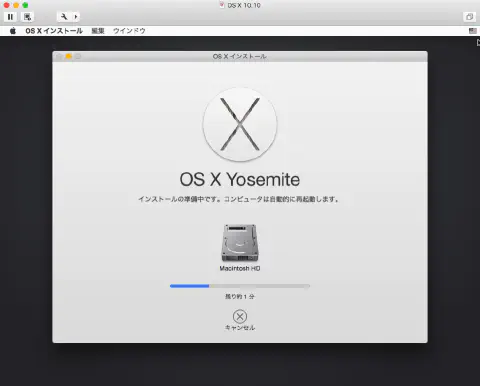 OS X 10.10
OS X インストール 編集 ウインドウ
OS X インストール
OS X Yosemite
インストールの準備中です。コンピュータは自動的に再起動します。
Macintosh HD
残り約 1 分
キャンセル